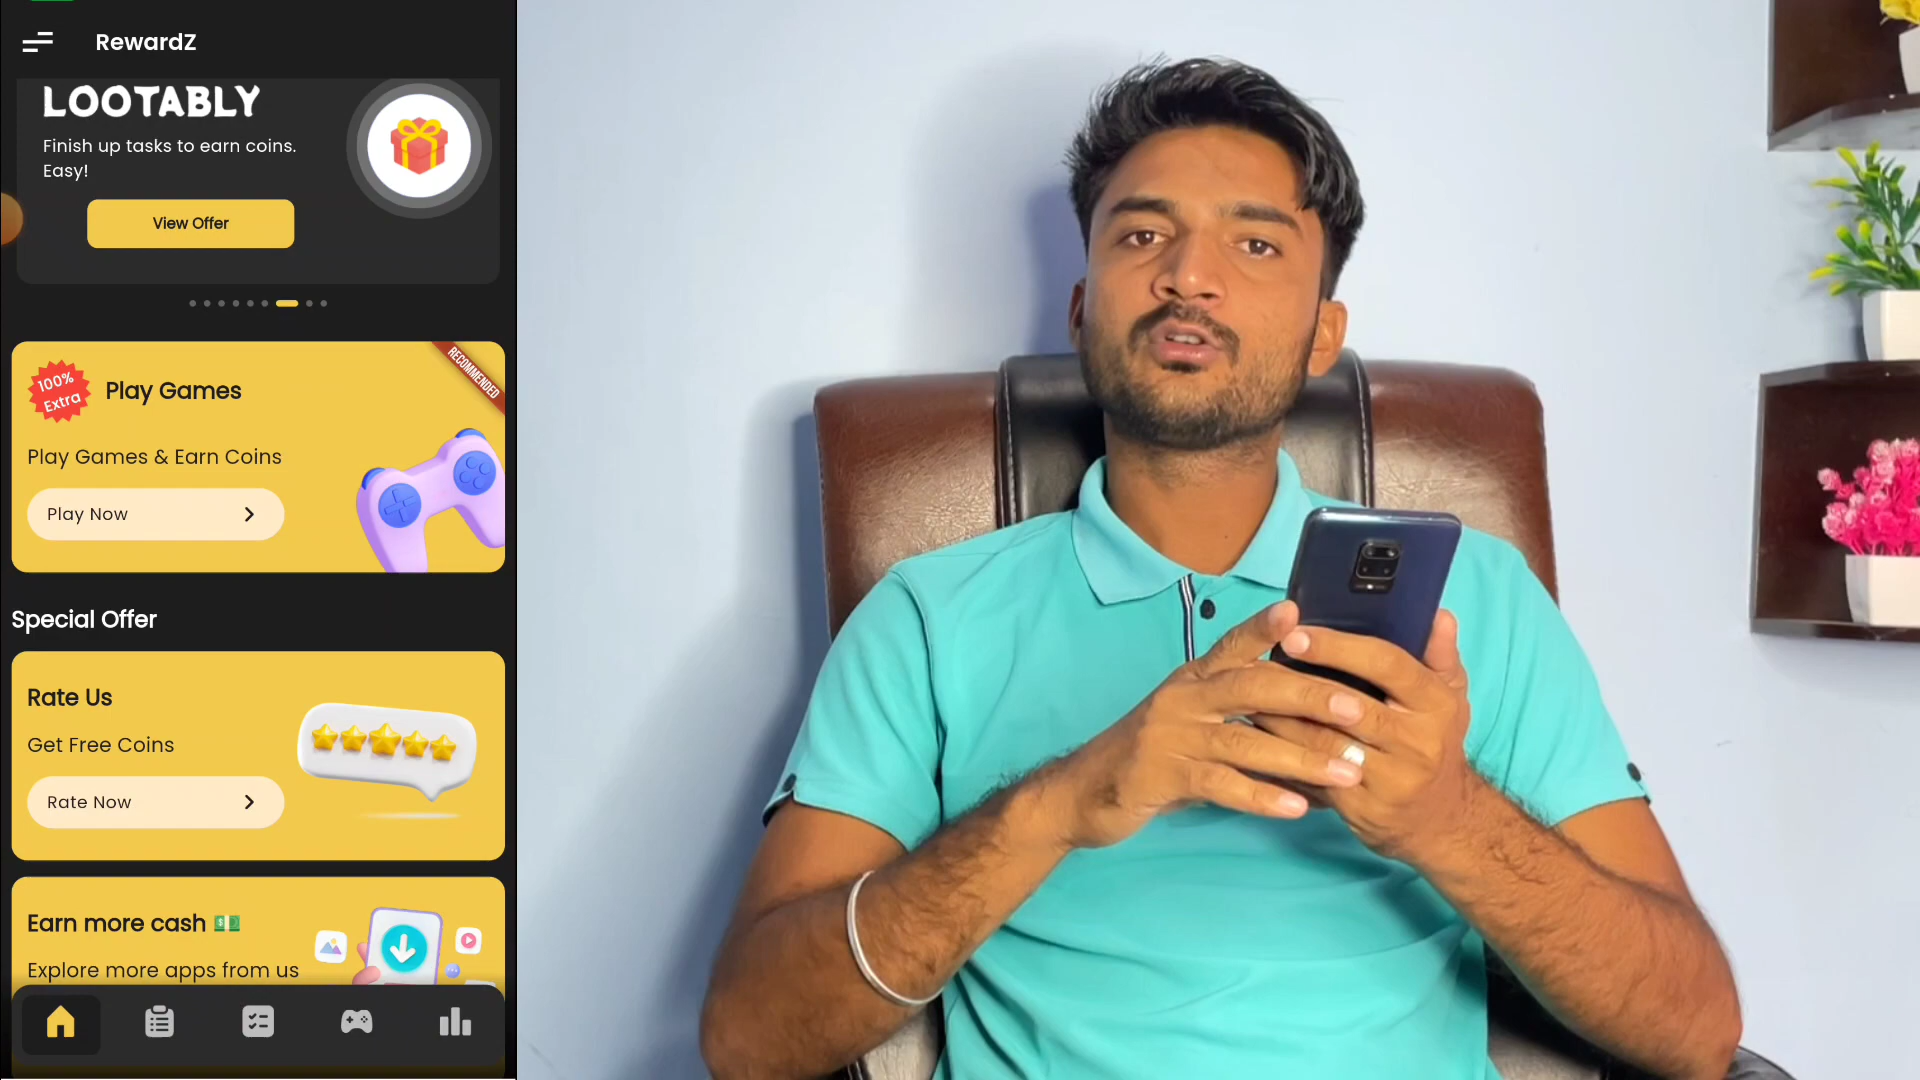 RewardZ
LOOTABLY
Finish up tasks to earn coins.
Easy!
View Offer
RECOMMENDED
100%
Extra
Play Games
Play Games & Earn Coins
Play Now
Special Offer
Rate Us
Get Free Coins
Rate Now
Earn more cash 💵
Explore more apps from us